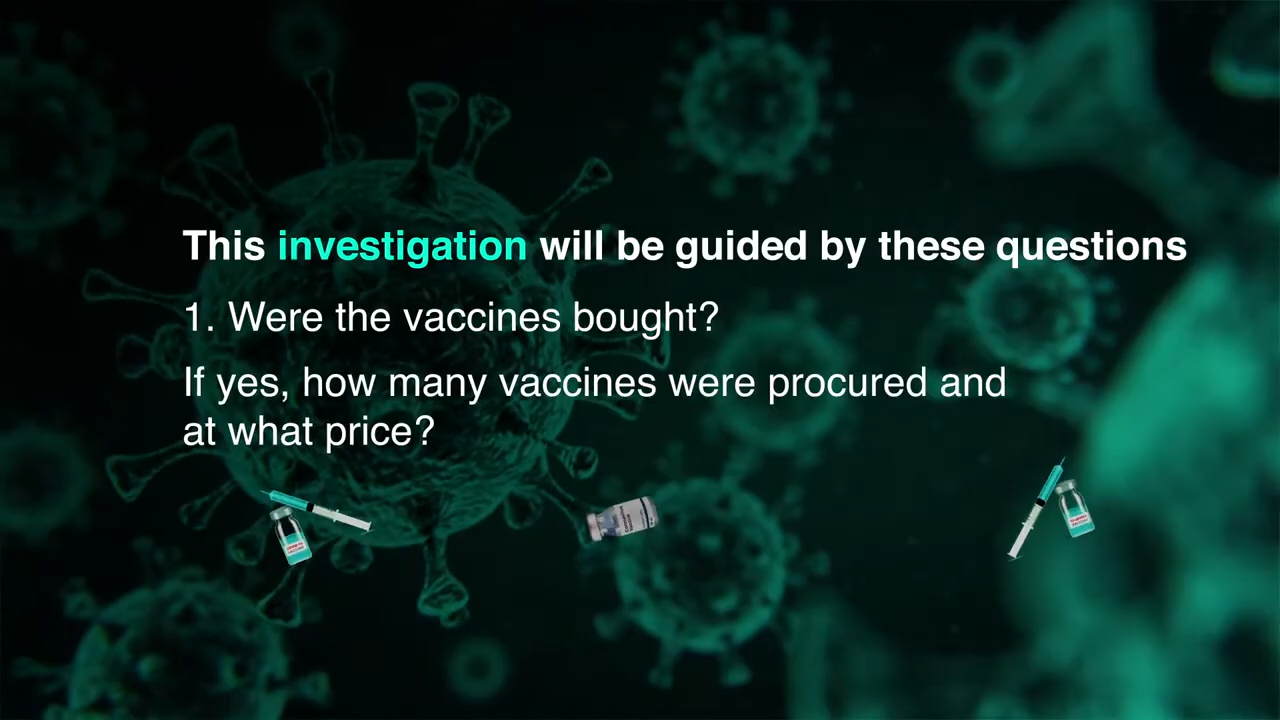 This investigation will be guided by these questions
1. Were the vaccines bought?
If yes, how many vaccines were procured and
at what price?